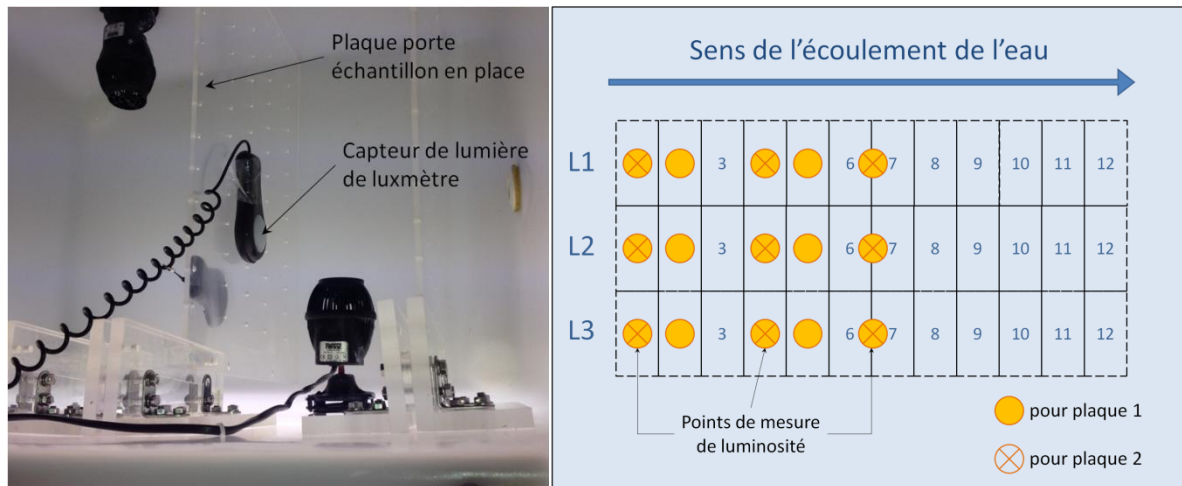 Plaque porte
échantillon en place
Capteur de lumière
de luxmètre
Sens de l'écoulement de l'eau
L1
3 6 7 8 9 10 11 12
L2
3 6 7 8 9 10 11 12
L3
3 6 7 8 9 10 11 12
Points de mesure
de luminosité
pour plaque 1
pour plaque 2